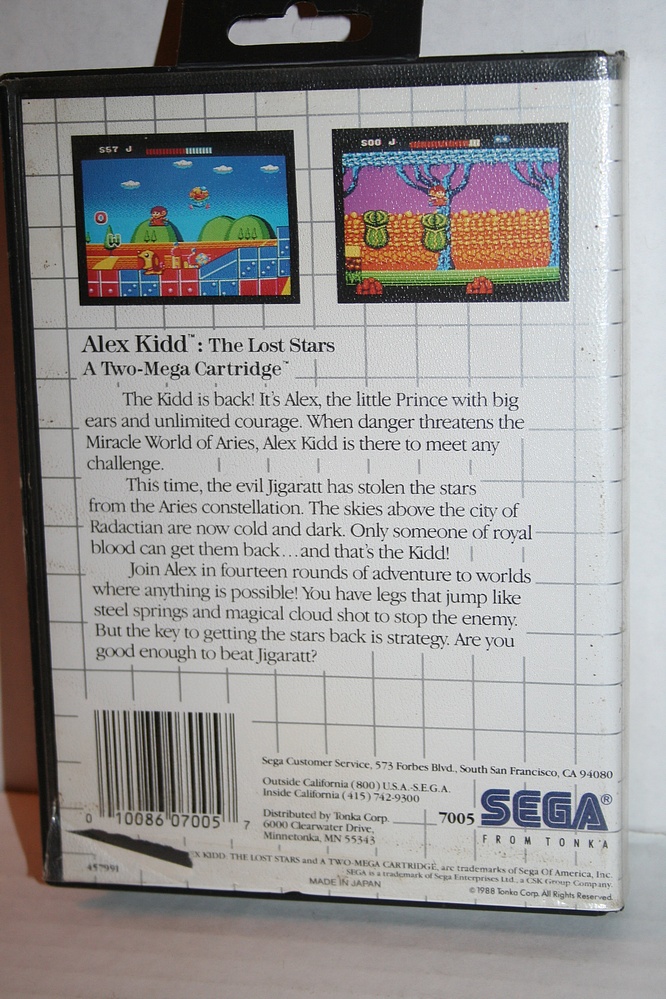 557 J
500 J
Alex Kidd™: The Lost Stars
A Two-Mega Cartridge™
The Kidd is back! It's Alex, the little Prince with big
ears and unlimited courage. When danger threatens the
Miracle World of Aries, Alex Kidd is there to meet any
challenge.
This time, the evil Jigaratt has stolen the stars
from the Aries constellation. The skies above the city of
Radactian are now cold and dark. Only someone of royal
blood can get them back...and that's the Kidd!
Join Alex in fourteen rounds of adventure to worlds
where anything is possible! You have legs that jump like
steel springs and magical cloud shot to stop the enemy.
But the key to getting the stars back is strategy. Are you
good enough to beat Jigaratt?
0 10086 07005 7
Sega Customer Service, 573 Forbes Blvd., South San Francisco, CA 94080
Outside California (800) U.S.A.-S.E.G.A.
Inside California (415) 742-9300
Distributed by Tonka Corp.
6000 Clearwater Drive,
Minnetonka, MN 55343
7005
SEGA®
FROM TONKA
X KIDD, THE LOST STARS and A TWO-MEGA CARTRIDGE, are trademarks of Sega Of America, Inc.
SEGA is a trademark of Sega Enterprises Ltd., a CSK Group Company.
MADE IN JAPAN
©1988 Tonka Corp. All Rights Reserved.